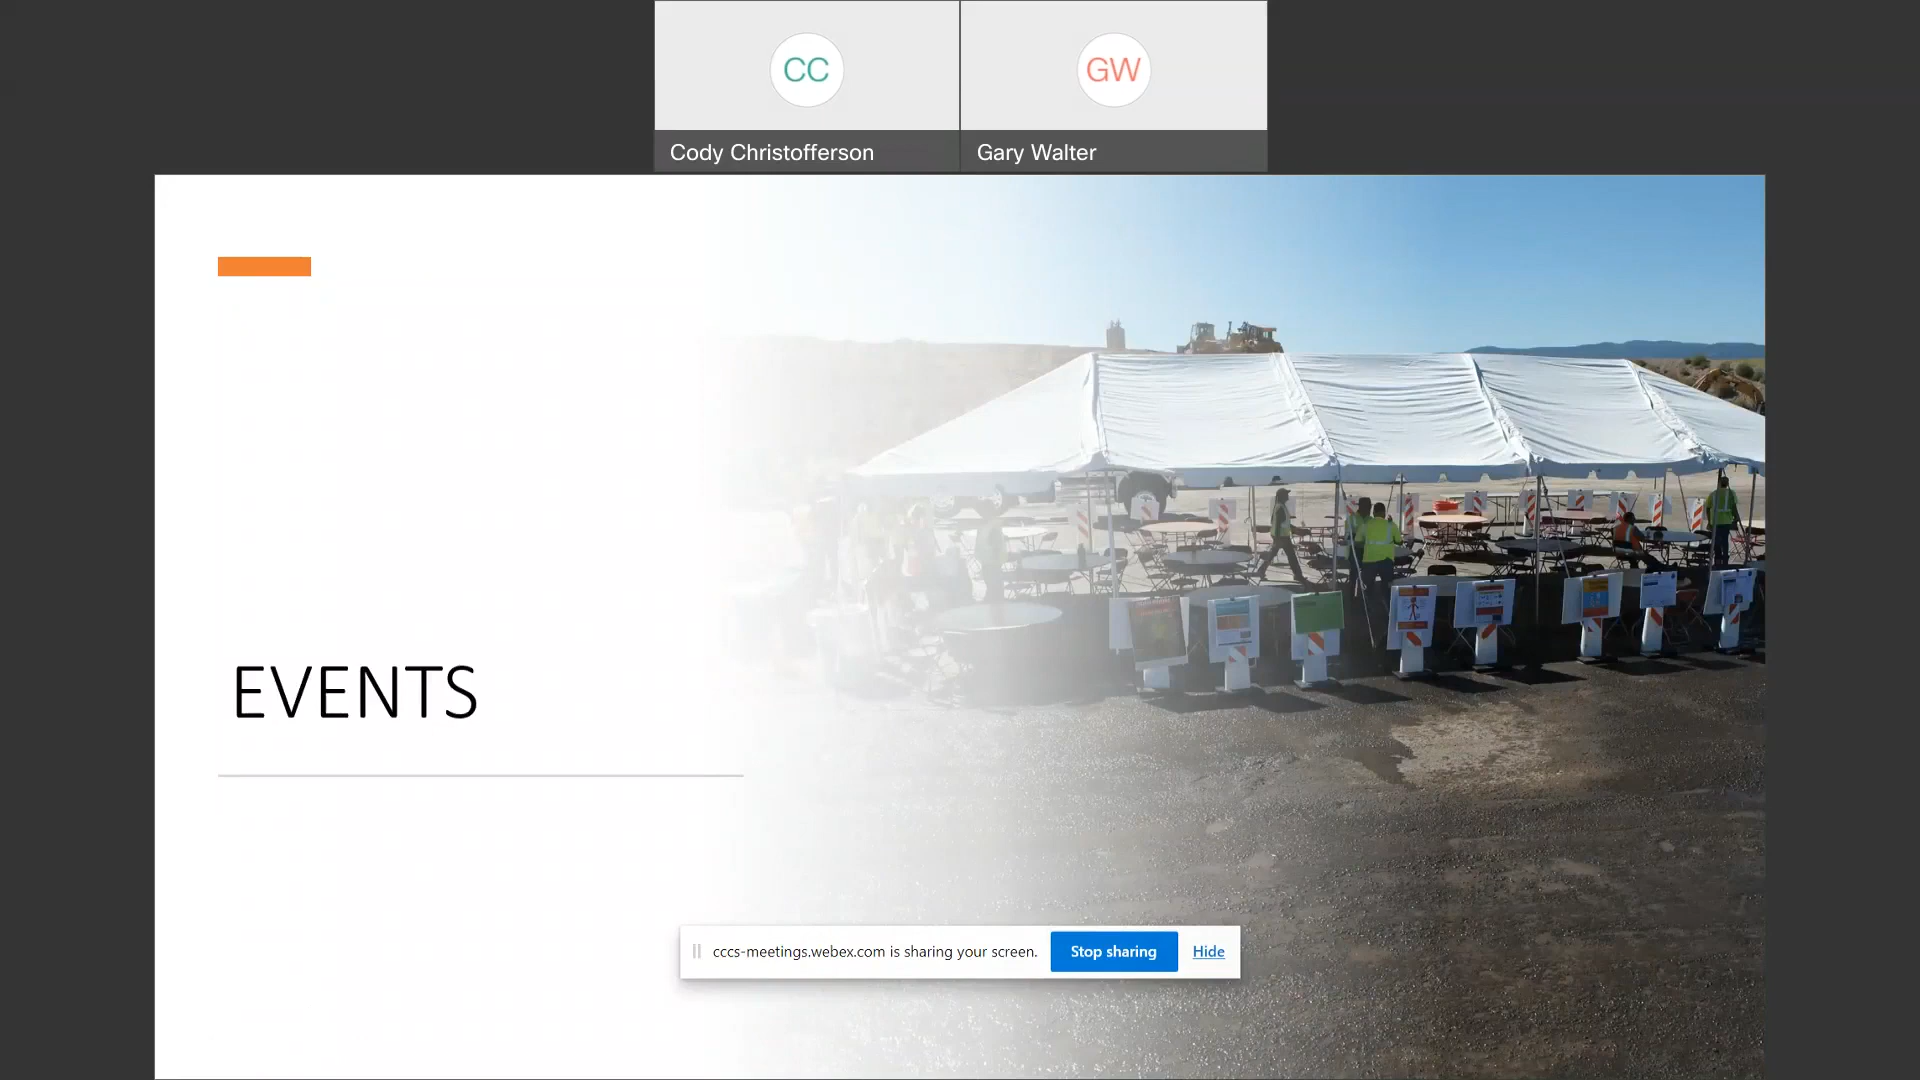 CC
GW
Cody Christofferson
Gary Walter
EVENTS
cccs-meetings.webex.com is sharing your screen.
Stop sharing
Hide